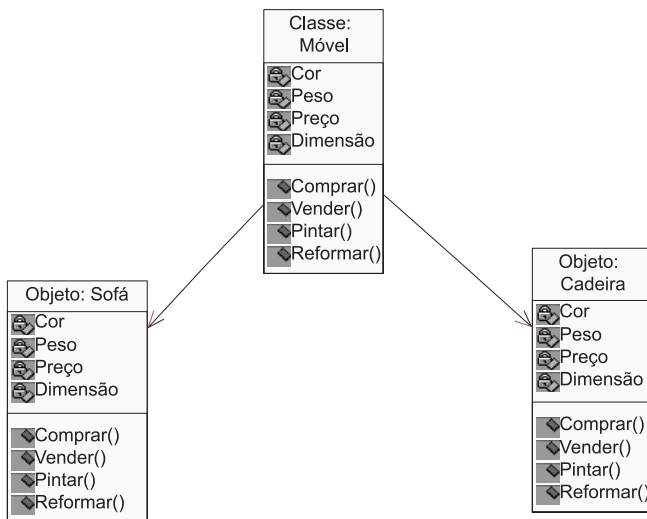 Classe:
Móvel
Cor
Peso
Preço
Dimensão
Comprar()
Vender()
Pintar()
Reformar()
Objeto: Sofá
Cor
Peso
Preço
Dimensão
Comprar()
Vender()
Pintar()
Reformar()
Objeto:
Cadeira
Cor
Peso
Preço
Dimensão
Comprar()
Vender()
Pintar()
Reformar()